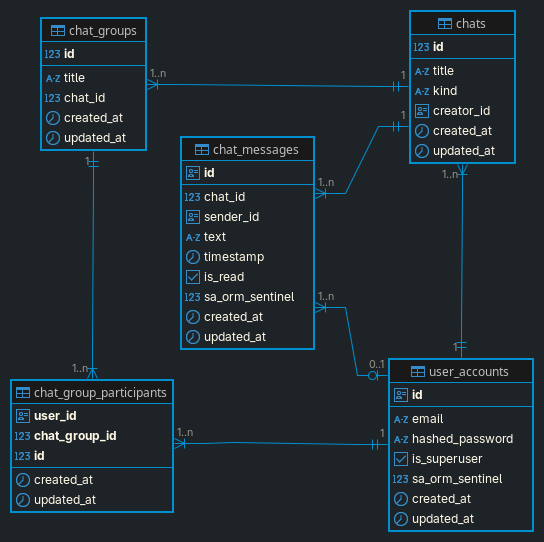 chat_groups
123 id
A-Z title
123 chat_id
created_at
updated_at
chats
123 id
A-Z title
A-Z kind
creator_id
created_at
updated_at
1..n
1
1
chat_messages
id
123 chat_id
sender_id
A-Z text
timestamp
is_read
123 sa_orm_sentinel
created_at
updated_at
1
1..n
1..n
1..n
1..n
1
0..1
chat_group_participants
user_id
123 chat_group_id
123 id
created_at
updated_at
1..n
1
user_accounts
id
A-Z email
A-Z hashed_password
is_superuser
123 sa_orm_sentinel
created_at
updated_at